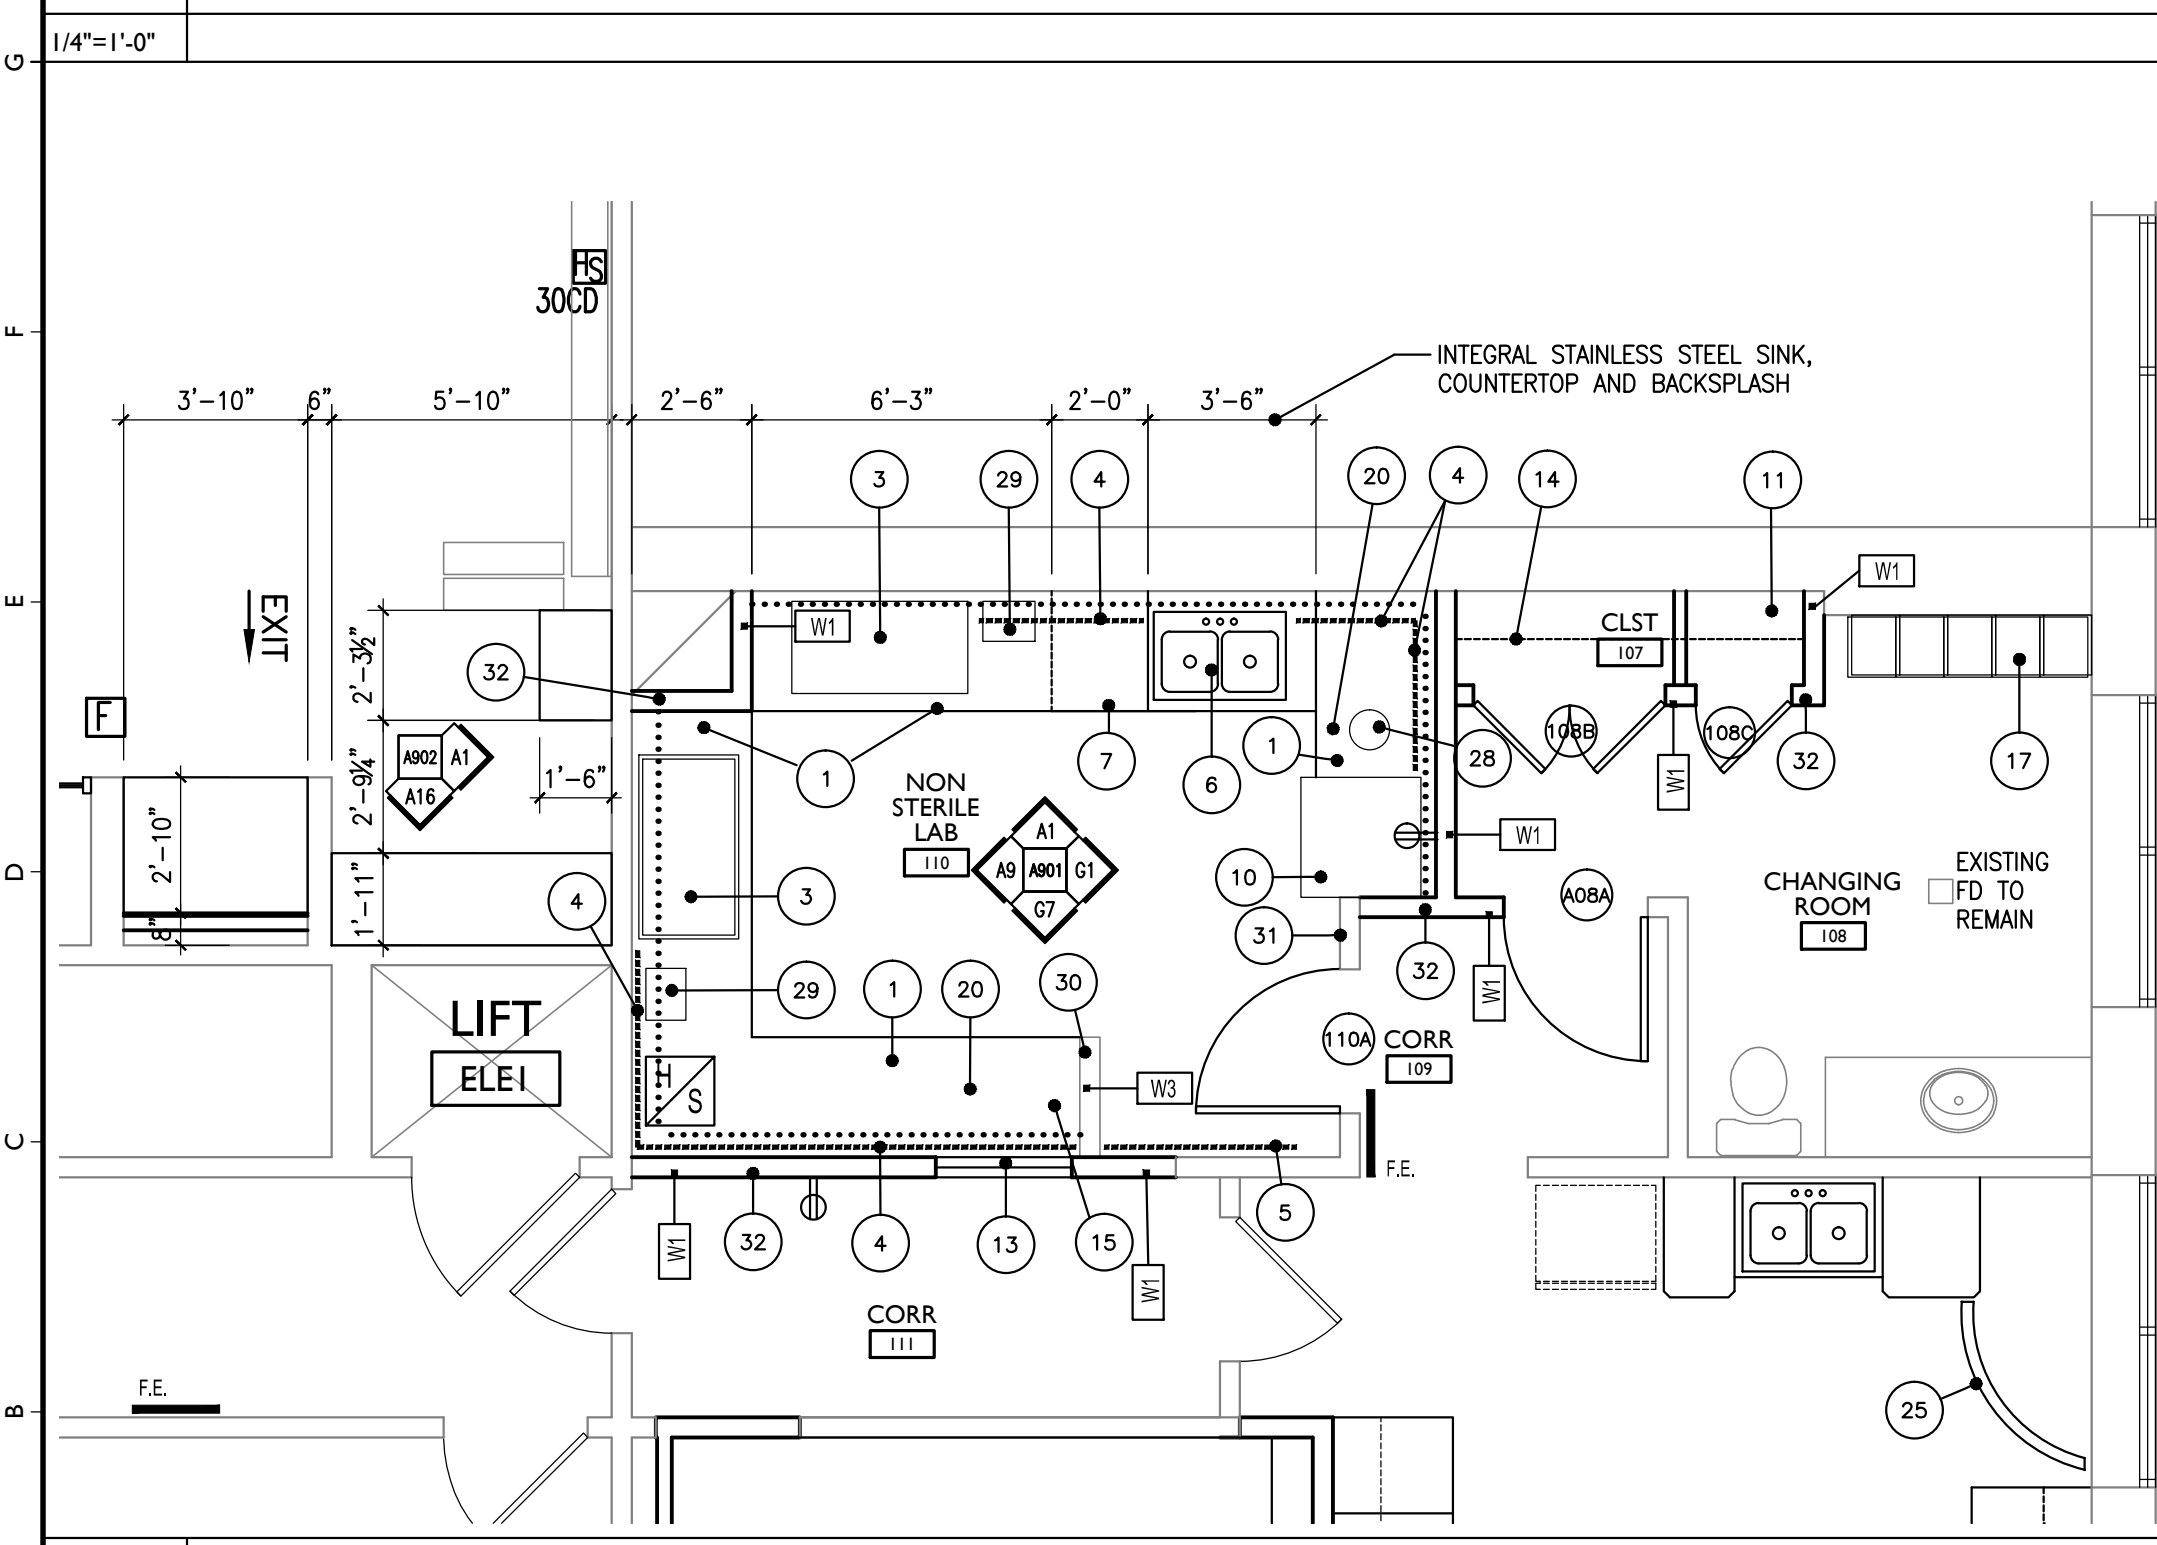 1/4"=1'-0"
G
F
E
D
C
B
HS
30CD
INTEGRAL STAINLESS STEEL SINK,
COUNTERTOP AND BACKSPLASH
3'-10"
6"
5'-10"
2'-6"
6'-3"
2'-0"
3'-6"
3
29
4
20
4
14
11
W1
EXIT
2'-3½"
32
W1
CLST
107
F
A902
A1
A16
2'-9¼"
1'-6"
1
NON
STERILE
LAB
110
7
6
1
28
108B
108C
W1
32
17
2'-10"
8"
1'-11"
4
3
A1
A9
A901
G1
G7
10
W1
31
32
W1
A08A
CHANGING
ROOM
108
EXISTING
FD TO
REMAIN
LIFT
ELE1
29
1
20
30
110A
CORR
109
H
S
W3
F.E.
W1
32
4
13
15
W1
5
CORR
111
F.E.
25